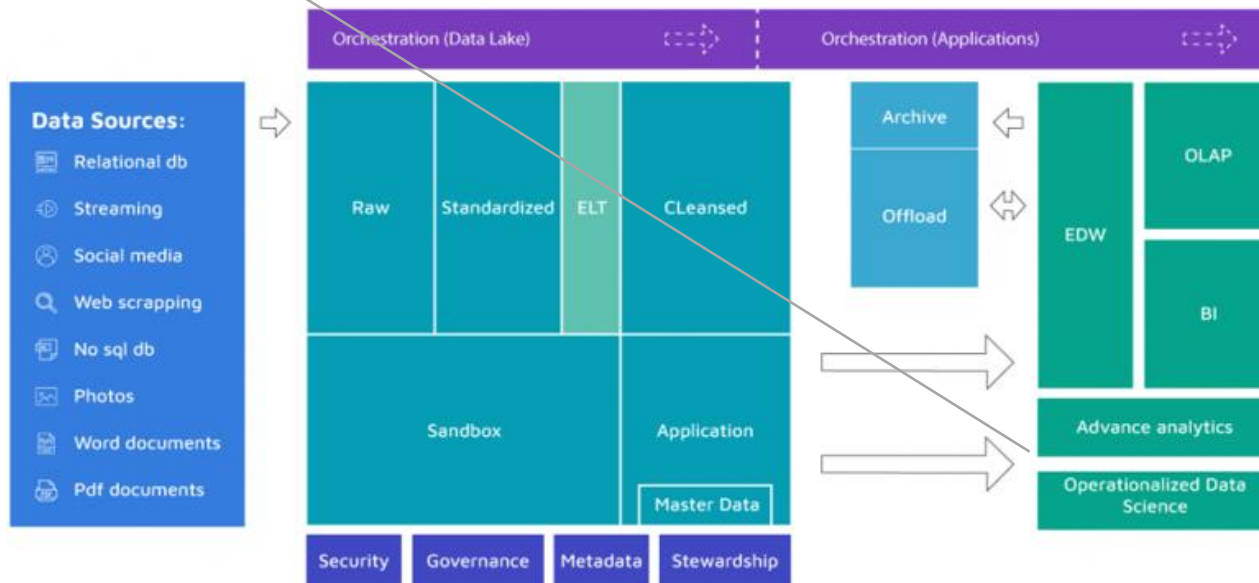 Orchestration (Data Lake)
Orchestration (Applications)
Data Sources:
Relational db
Streaming
Social media
Web scrapping
No sql db
Photos
Word documents
Pdf documents
Raw
Standardized
ELT
CLeansed
Sandbox
Application
Master Data
Security
Governance
Metadata
Stewardship
Archive
Offload
EDW
OLAP
BI
Advance analytics
Operationalized Data
Science